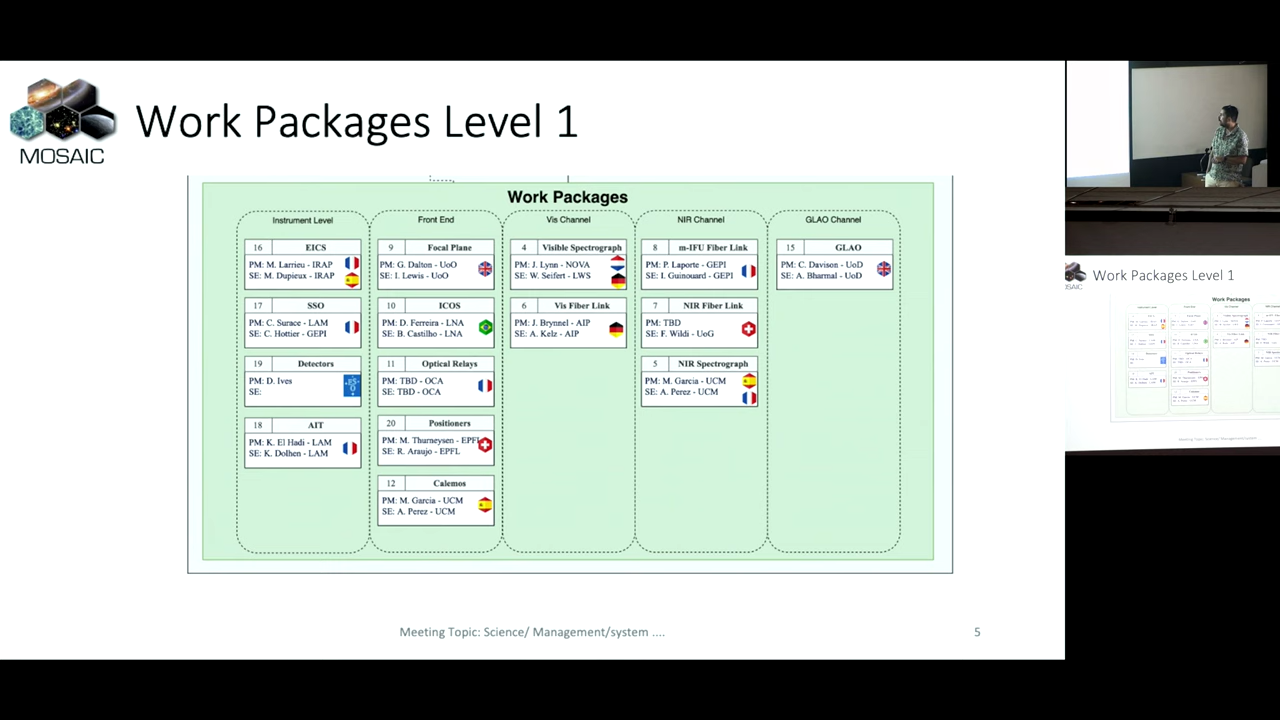 MOSAIC
Work Packages Level 1
Work Packages
Instrument Level
16 EICS
PM: M. Larrieu - IRAP
SE: M. Dupieux - IRAP
17 SSO
PM: C. Surace - LAM
SE: C. Hottier - GEPI
19 Detectors
PM: D. Ives
SE:
18 AIT
PM: K. El Hadi - LAM
SE: K. Dolhen - LAM
Front End
9 Focal Plane
PM: G. Dalton - UoO
SE: I. Lewis - UoO
10 ICOS
PM: D. Ferreira - LNA
SE: B. Castilho - LNA
11 Optical Relays
PM: TBD - OCA
SE: TBD - OCA
20 Positioners
PM: M. Thurneysen - EPFL
SE: R. Araujo - EPFL
12 Calemos
PM: M. Garcia - UCM
SE: A. Perez - UCM
Vis Channel
4 Visible Spectrograph
PM: J. Lynn - NOVA
SE: W. Seifert - LWS
6 Vis Fiber Link
PM: J. Brynnel - AIP
SE: A. Kelz - AIP
NIR Channel
8 m-IFU Fiber Link
PM: P. Laporte - GEPI
SE: I. Guinouard - GEPI
7 NIR Fiber Link
PM: TBD
SE: F. Wildi - UoG
5 NIR Spectrograph
PM: M. Garcia - UCM
SE: A. Perez - UCM
GLAO Channel
15 GLAO
PM: C. Davison - UoD
SE: A. Bharmal - UoD
Meeting Topic: Science/ Management/system ....
5
Work Packages Level 1
Work Packages
Meeting Topic: Science/ Management/system ...